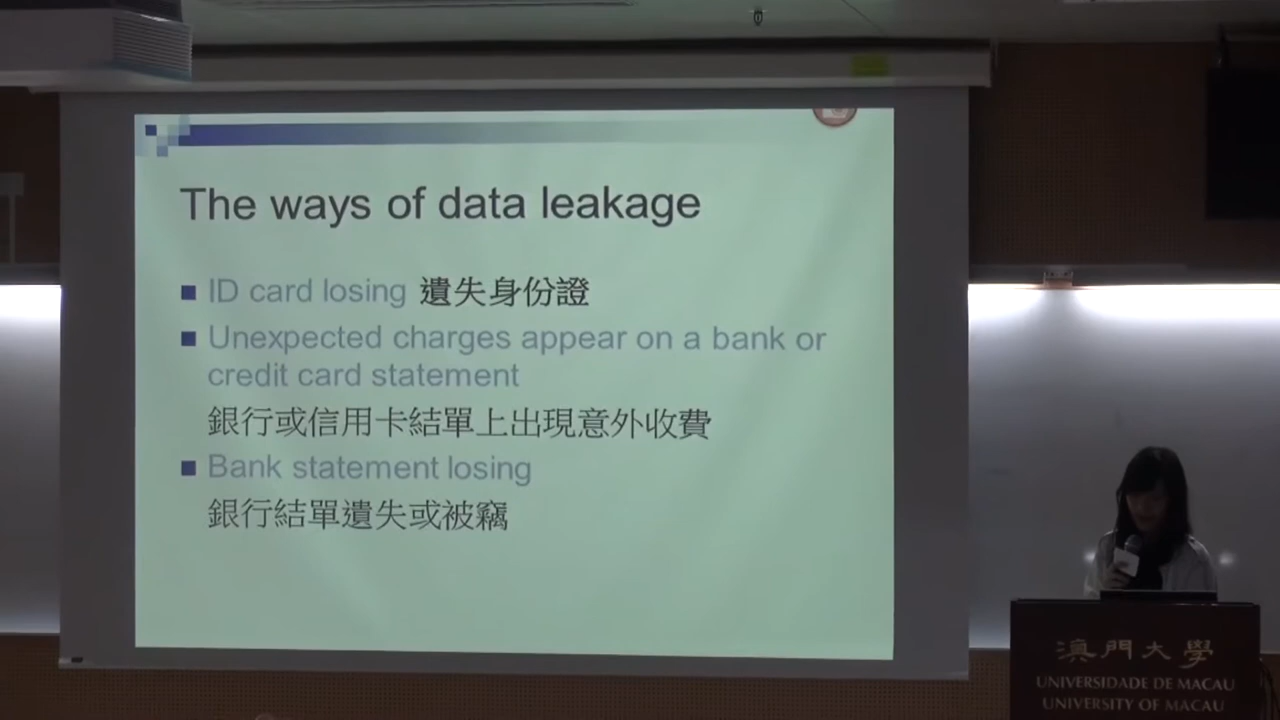 The ways of data leakage
ID card losing 遺失身份證
Unexpected charges appear on a bank or
credit card statement
銀行或信用卡結單上出現意外收費
Bank statement losing
銀行結單遺失或被竊
澳門大學
UNIVERSIDADE DE MACAU
UNIVERSITY OF MACAU